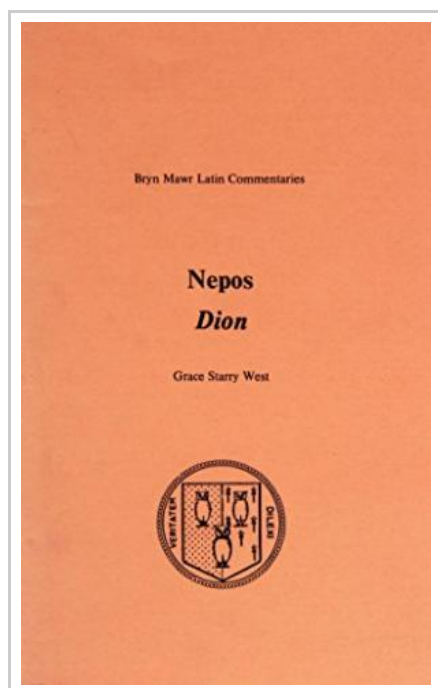 Bryn Mawr Latin Commentaries
Nepos
Dion
Grace Starry West
VERITATEM DILEXI